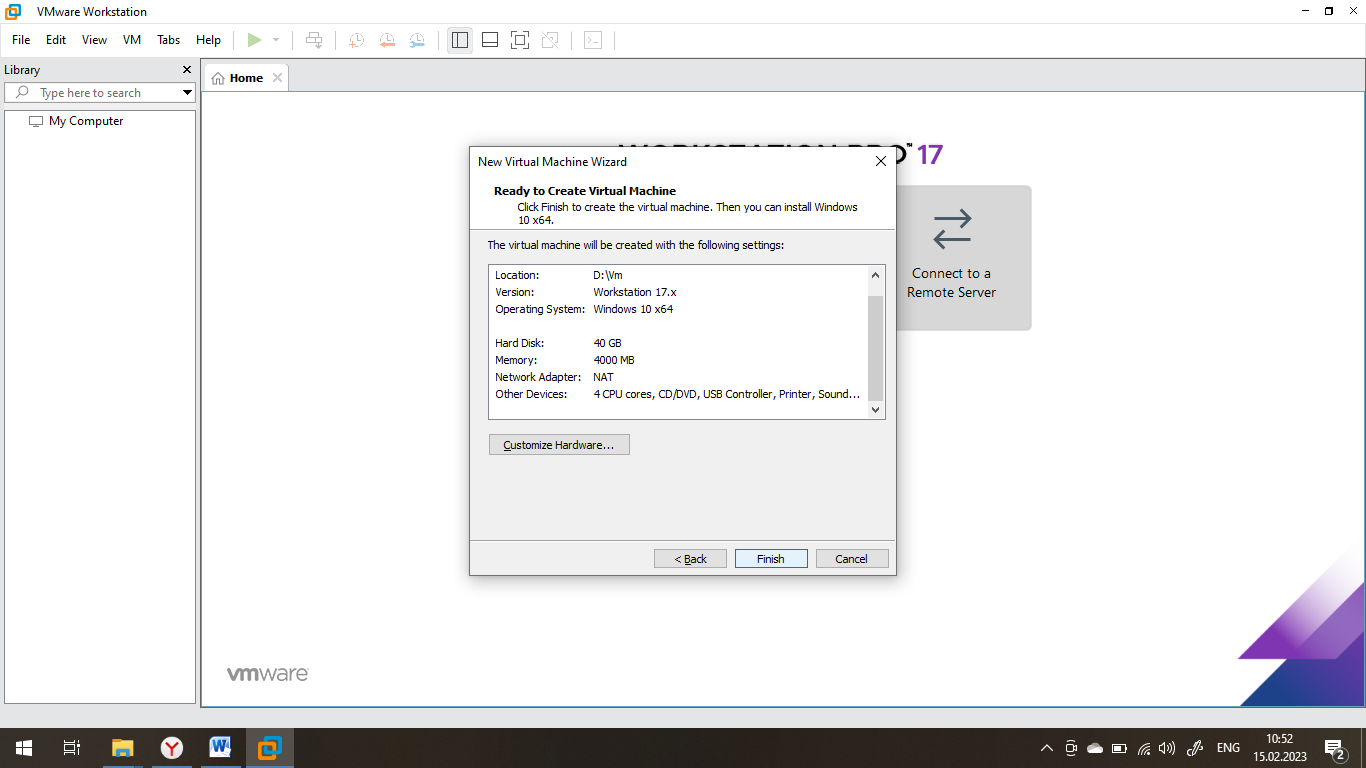 VMware Workstation
File Edit View VM Tabs Help
Library
Type here to search
My Computer
Home
WORKSTATION PRO™ 17
New Virtual Machine Wizard
Ready to Create Virtual Machine
Click Finish to create the virtual machine. Then you can install Windows
10 x64.
The virtual machine will be created with the following settings:
Location: D:\Vm
Version: Workstation 17.x
Operating System: Windows 10 x64
Hard Disk: 40 GB
Memory: 4000 MB
Network Adapter: NAT
Other Devices: 4 CPU cores, CD/DVD, USB Controller, Printer, Sound...
Customize Hardware...
< Back Finish Cancel
Connect to a
Remote Server
vmware
ENG
10:52
15.02.2023
2